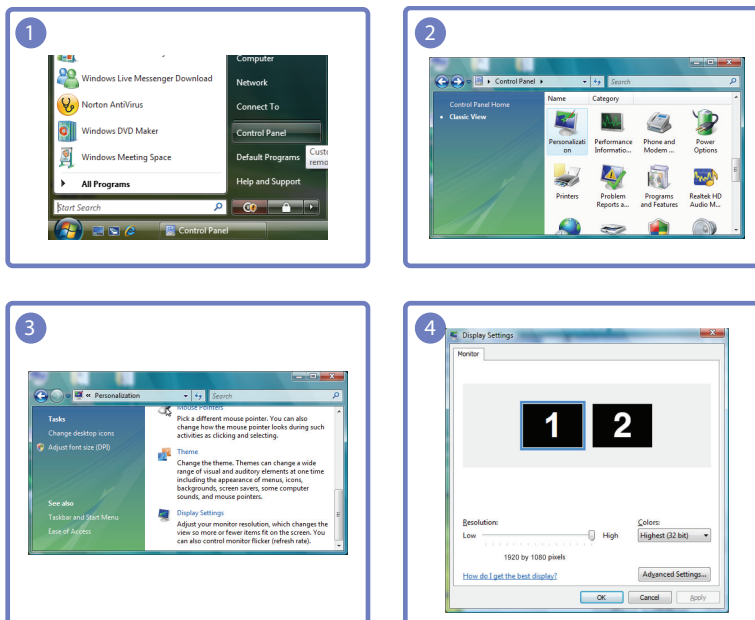 1
Computer
Windows Live Messenger Download
Network
Norton AntiVirus
Connect To
Windows DVD Maker
Control Panel
Windows Meeting Space
Default Programs
All Programs
Help and Support
Start Search
Control Panel
2
Control Panel
Search
Control Panel Home
Classic View
Name Category
Personalizati
on
Performance
Informatio...
Phone and
Modem ...
Power
Options
Printers
Problem
Reports a...
Programs
and Features
Realtek HD
Audio M...
3
Personalization
Search
Tasks
Change desktop icons
Adjust font size (DPI)
See also
Taskbar and Start Menu
Ease of Access
Mouse Pointers
Pick a different mouse pointer. You can also
change how the mouse pointer looks during such
activities as clicking and selecting.
Theme
Change the theme. Themes can change a wide
range of visual and auditory elements at one time
including the appearance of menus, icons,
backgrounds, screen savers, some computer
sounds, and mouse pointers.
Display Settings
Adjust your monitor resolution, which changes the
view so more or fewer items fit on the screen. You
can also control monitor flicker (refresh rate).
4
Display Settings
Monitor
1 2
Resolution:
Low High
1920 by 1080 pixels
Colors:
Highest (32 bit)
How do I get the best display?
Advanced Settings...
OK Cancel Apply